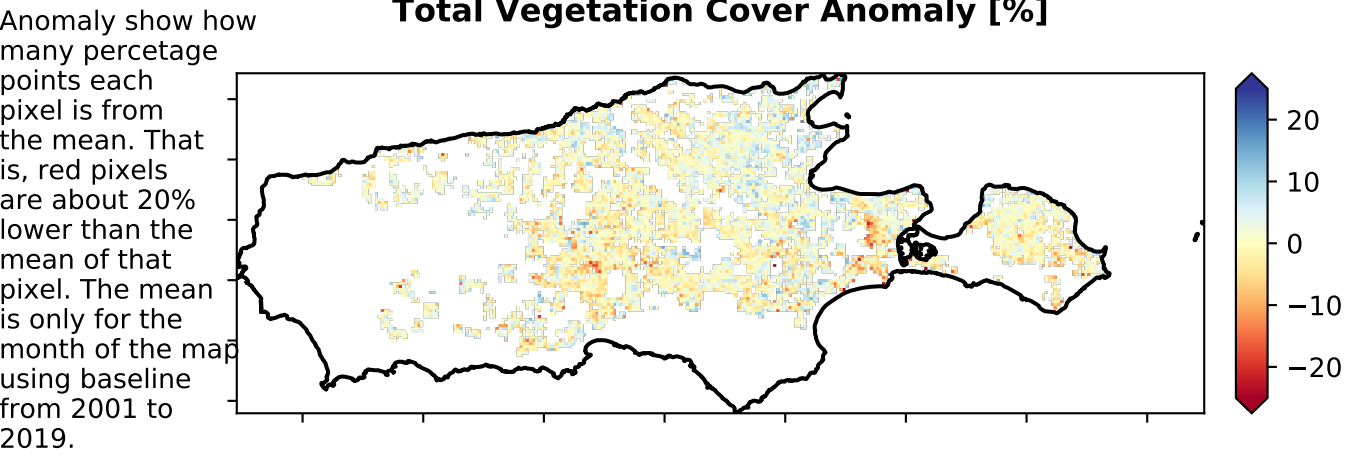 Total Vegetation Cover Anomaly [%]
Anomaly show how
many percetage
points each
pixel is from
the mean. That
is, red pixels
are about 20%
lower than the
mean of that
pixel. The mean
is only for the
month of the map
using baseline
from 2001 to
2019.
20
10
0
−10
−20